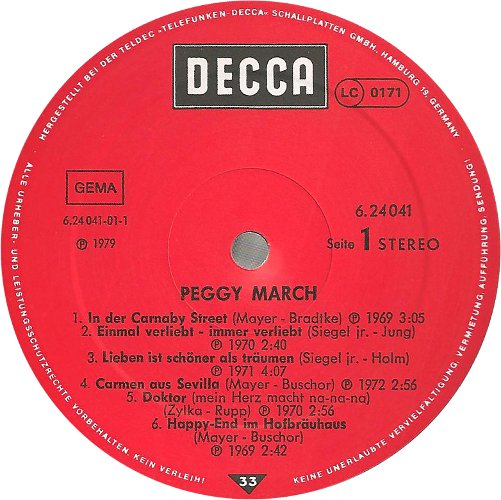 HERGESTELLT BEI DER TELDEC »TELEFUNKEN-DECCA« SCHALLPLATTEN GMBH. HAMBURG 19. GERMANY
DECCA
LC 0171
GEMA
6.24041-01-1
℗ 1979
6.24041
Seite 1 STEREO
PEGGY MARCH
1. In der Carnaby Street (Mayer - Bradtke) ℗ 1969 3:05
2. Einmal verliebt - immer verliebt (Siegel jr. - Jung)
℗ 1970 2:40
3. Lieben ist schöner als träumen (Siegel jr. - Holm)
℗ 1971 4:07
4. Carmen aus Sevilla (Mayer - Buschor) ℗ 1972 2:56
5. Doktor (mein Herz macht na-na-na)
(Zylka - Rupp) ℗ 1970 2:56
6. Happy-End im Hofbräuhaus
(Mayer - Buschor)
℗ 1969 2:42
33
ALLE URHEBER- UND LEISTUNGSSCHUTZRECHTE VORBEHALTEN KEIN VERLEIH!
KEINE UNERLAUBTE VERVIELFÄLTIGUNG, VERMIETUNG, AUFFÜHRUNG, SENDUNG!